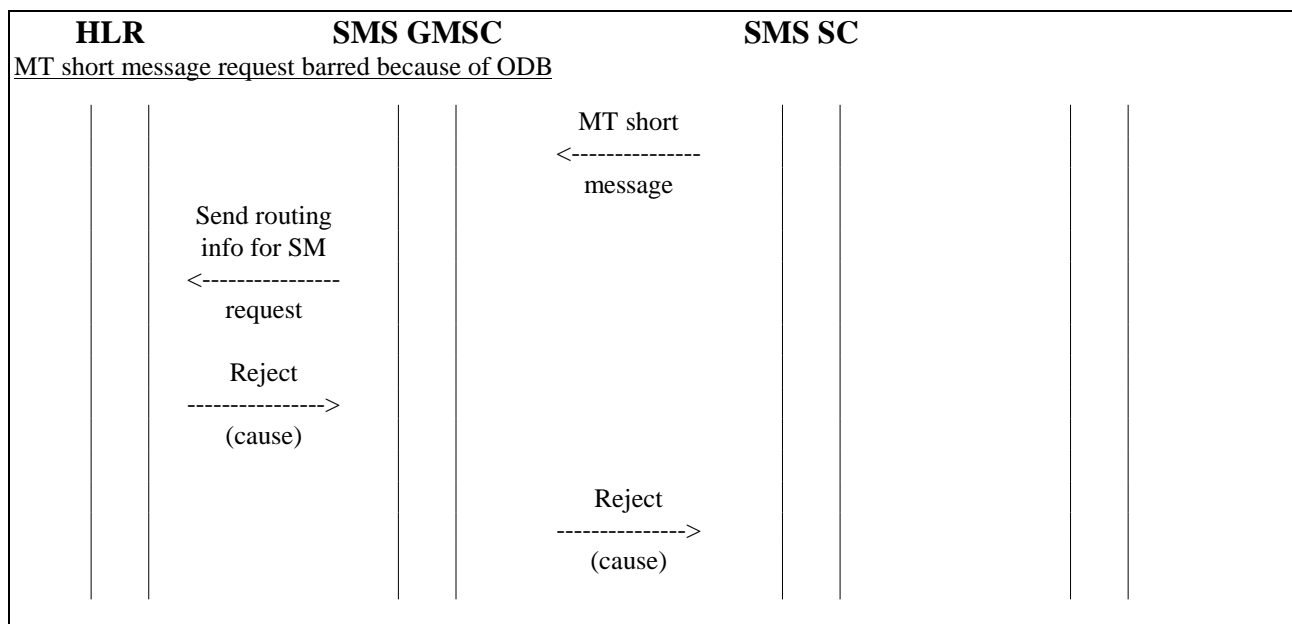 HLR SMS GMSC SMS SC
MT short message request barred because of ODB
MT short
<---------------
message
Send routing
info for SM
<----------------
request
Reject
---------------->
(cause)
Reject
--------------->
(cause)